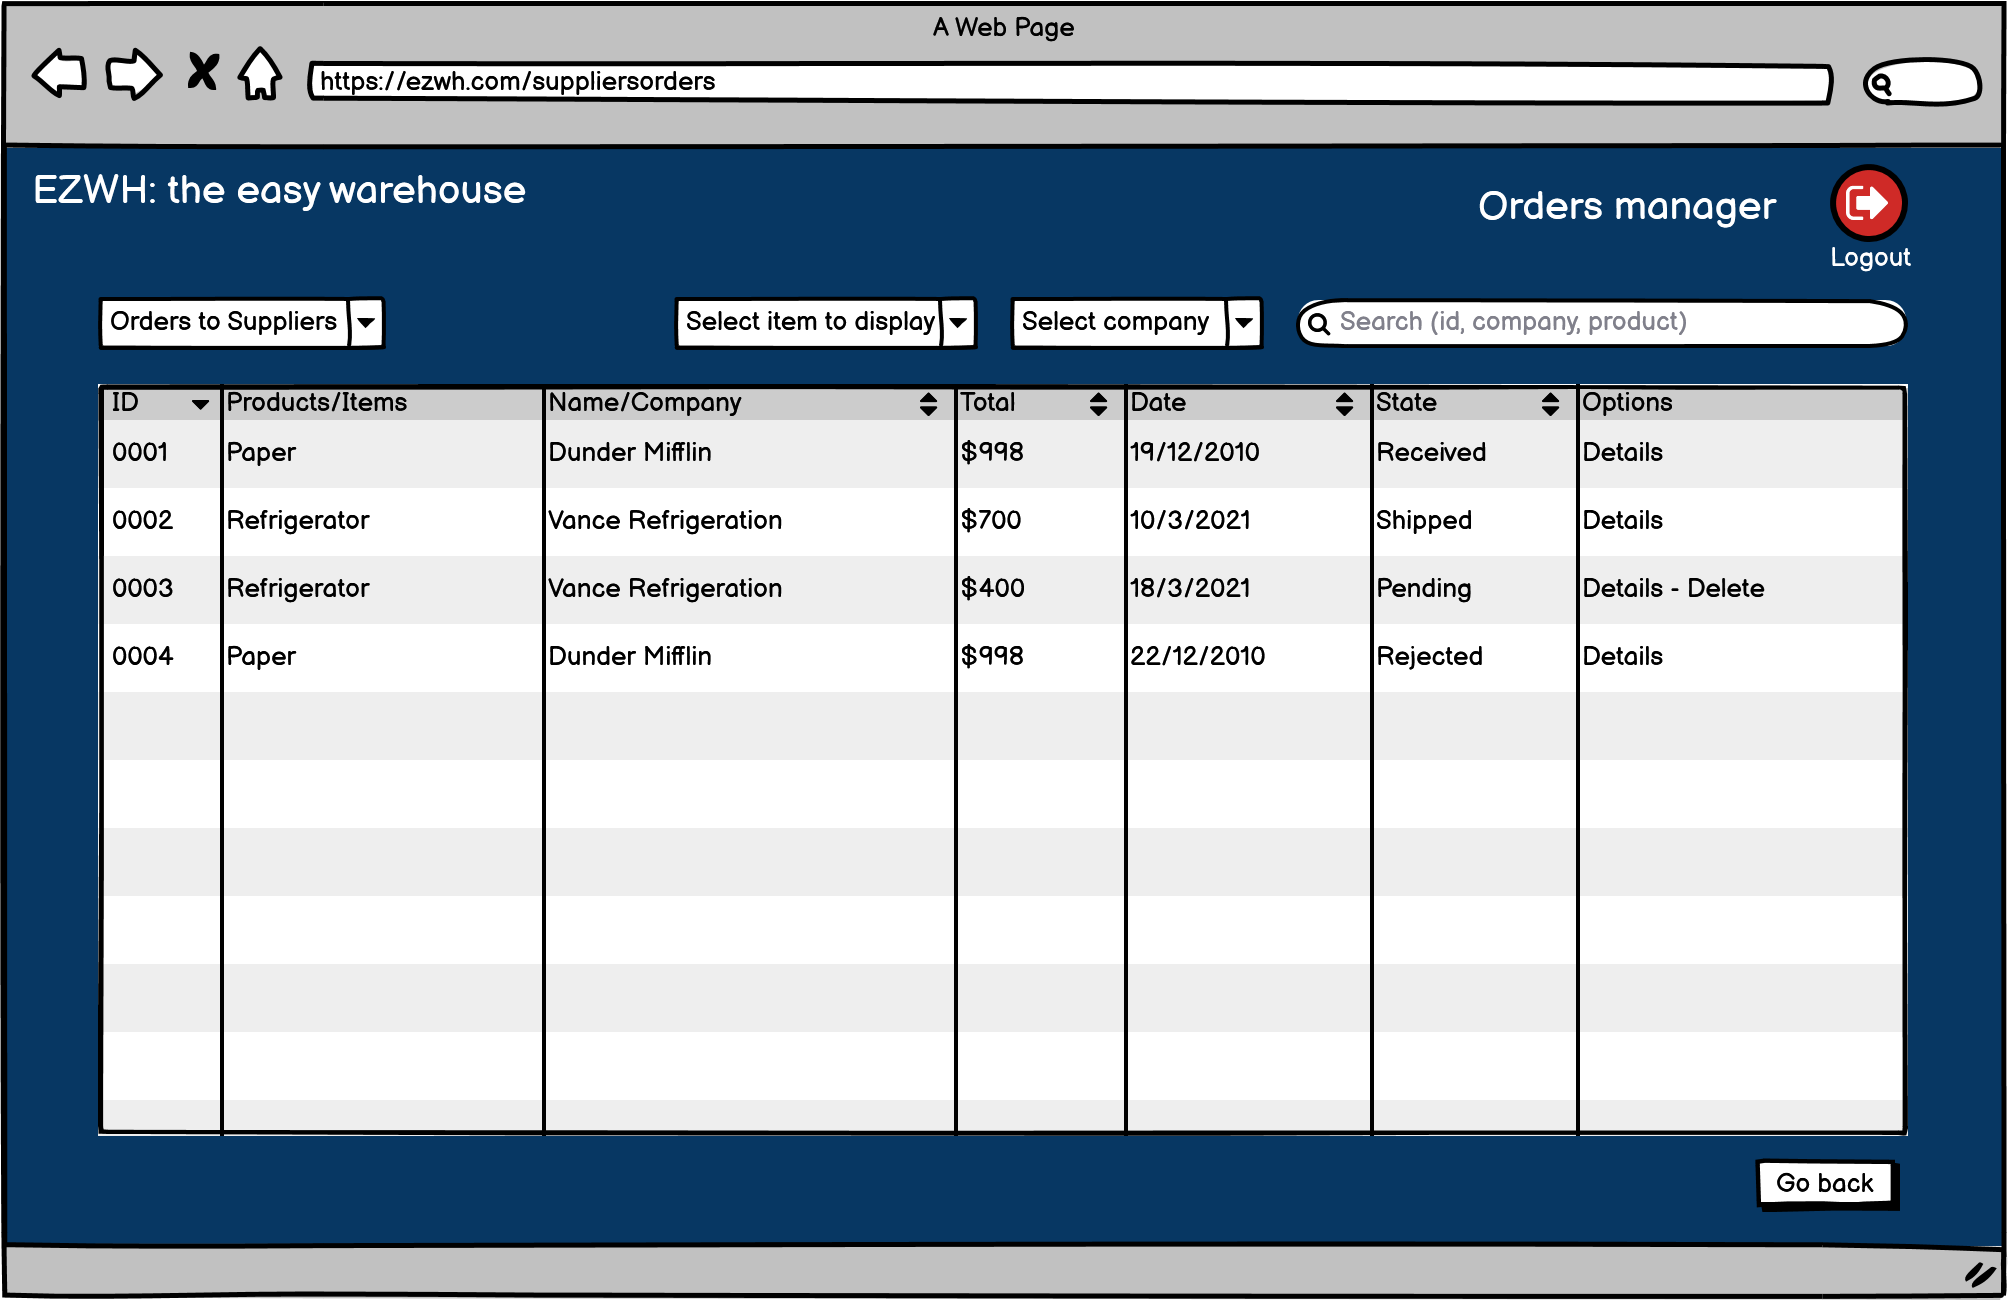 A Web Page
https://ezwh.com/suppliersorders
EZWH: the easy warehouse
Orders manager
Logout
Orders to Suppliers
Select item to display
Select company
Search (id, company, product)
ID Products/Items Name/Company Total Date State Options
0001 Paper Dunder Mifflin $998 19/12/2010 Received Details
0002 Refrigerator Vance Refrigeration $700 10/3/2021 Shipped Details
0003 Refrigerator Vance Refrigeration $400 18/3/2021 Pending Details - Delete
0004 Paper Dunder Mifflin $998 22/12/2010 Rejected Details
Go back